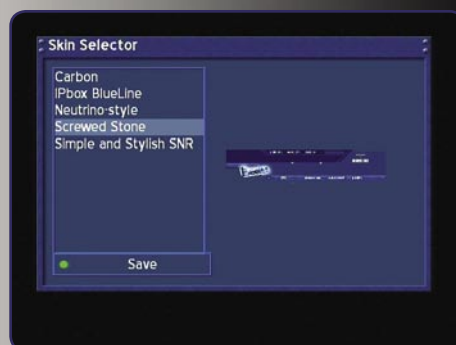 Skin Selector
Carbon
IPbox BlueLine
Neutrino-style
Screwed Stone
Simple and Stylish SNR
Save